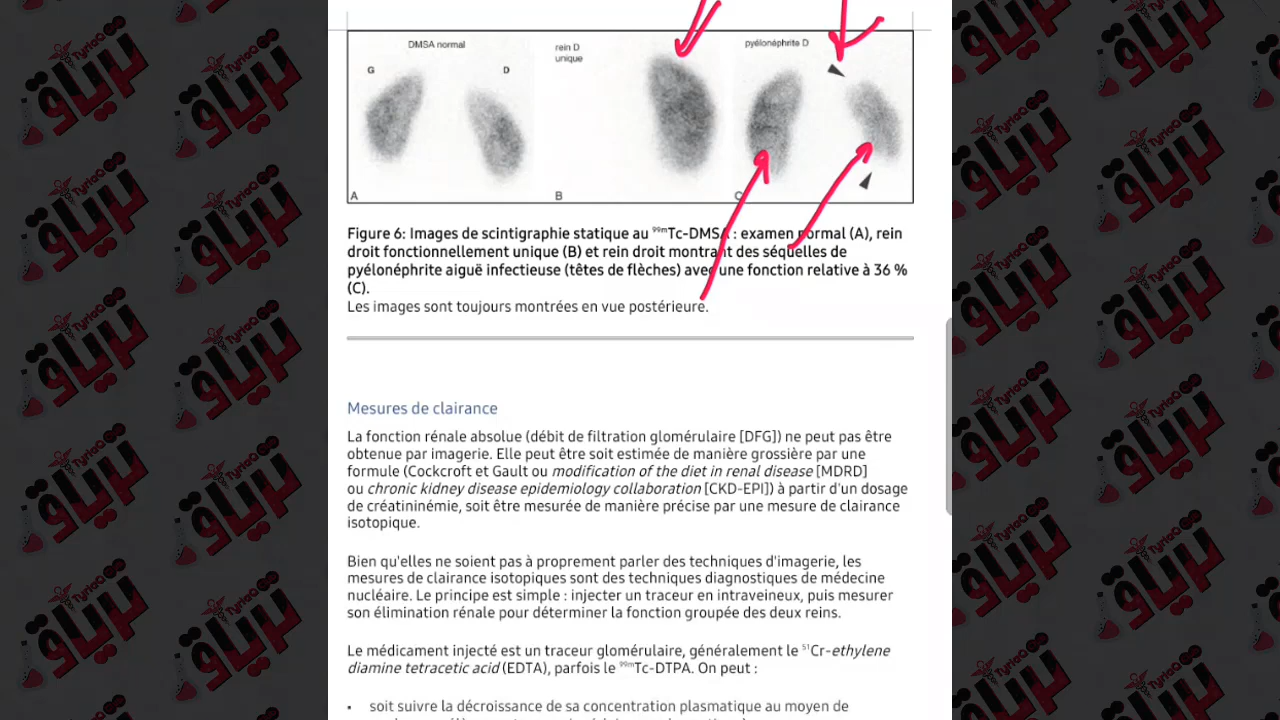 DMSA normal
rein D
unique
pyélonéphrite D
G
D
A
B
C
Figure 6: Images de scintigraphie statique au 99mTc-DMSA : examen normal (A), rein
droit fonctionnellement unique (B) et rein droit montrant des séquelles de
pyélonéphrite aiguë infectieuse (têtes de flèches) avec une fonction relative à 36 %
(C).
Les images sont toujours montrées en vue postérieure.
Mesures de clairance
La fonction rénale absolue (débit de filtration glomérulaire [DFG]) ne peut pas être
obtenue par imagerie. Elle peut être soit estimée de manière grossière par une
formule (Cockcroft et Gault ou modification of the diet in renal disease [MDRD]
ou chronic kidney disease epidemiology collaboration [CKD-EPI]) à partir d'un dosage
de créatininémie, soit être mesurée de manière précise par une mesure de clairance
isotopique.
Bien qu'elles ne soient pas à proprement parler des techniques d'imagerie, les
mesures de clairance isotopiques sont des techniques diagnostiques de médecine
nucléaire. Le principe est simple : injecter un traceur en intraveineux, puis mesurer
son élimination rénale pour déterminer la fonction groupée des deux reins.
Le médicament injecté est un traceur glomérulaire, généralement le 51Cr-ethylene
diamine tetracetic acid (EDTA), parfois le 99mTc-DTPA. On peut :
▪ soit suivre la décroissance de sa concentration plasmatique au moyen de